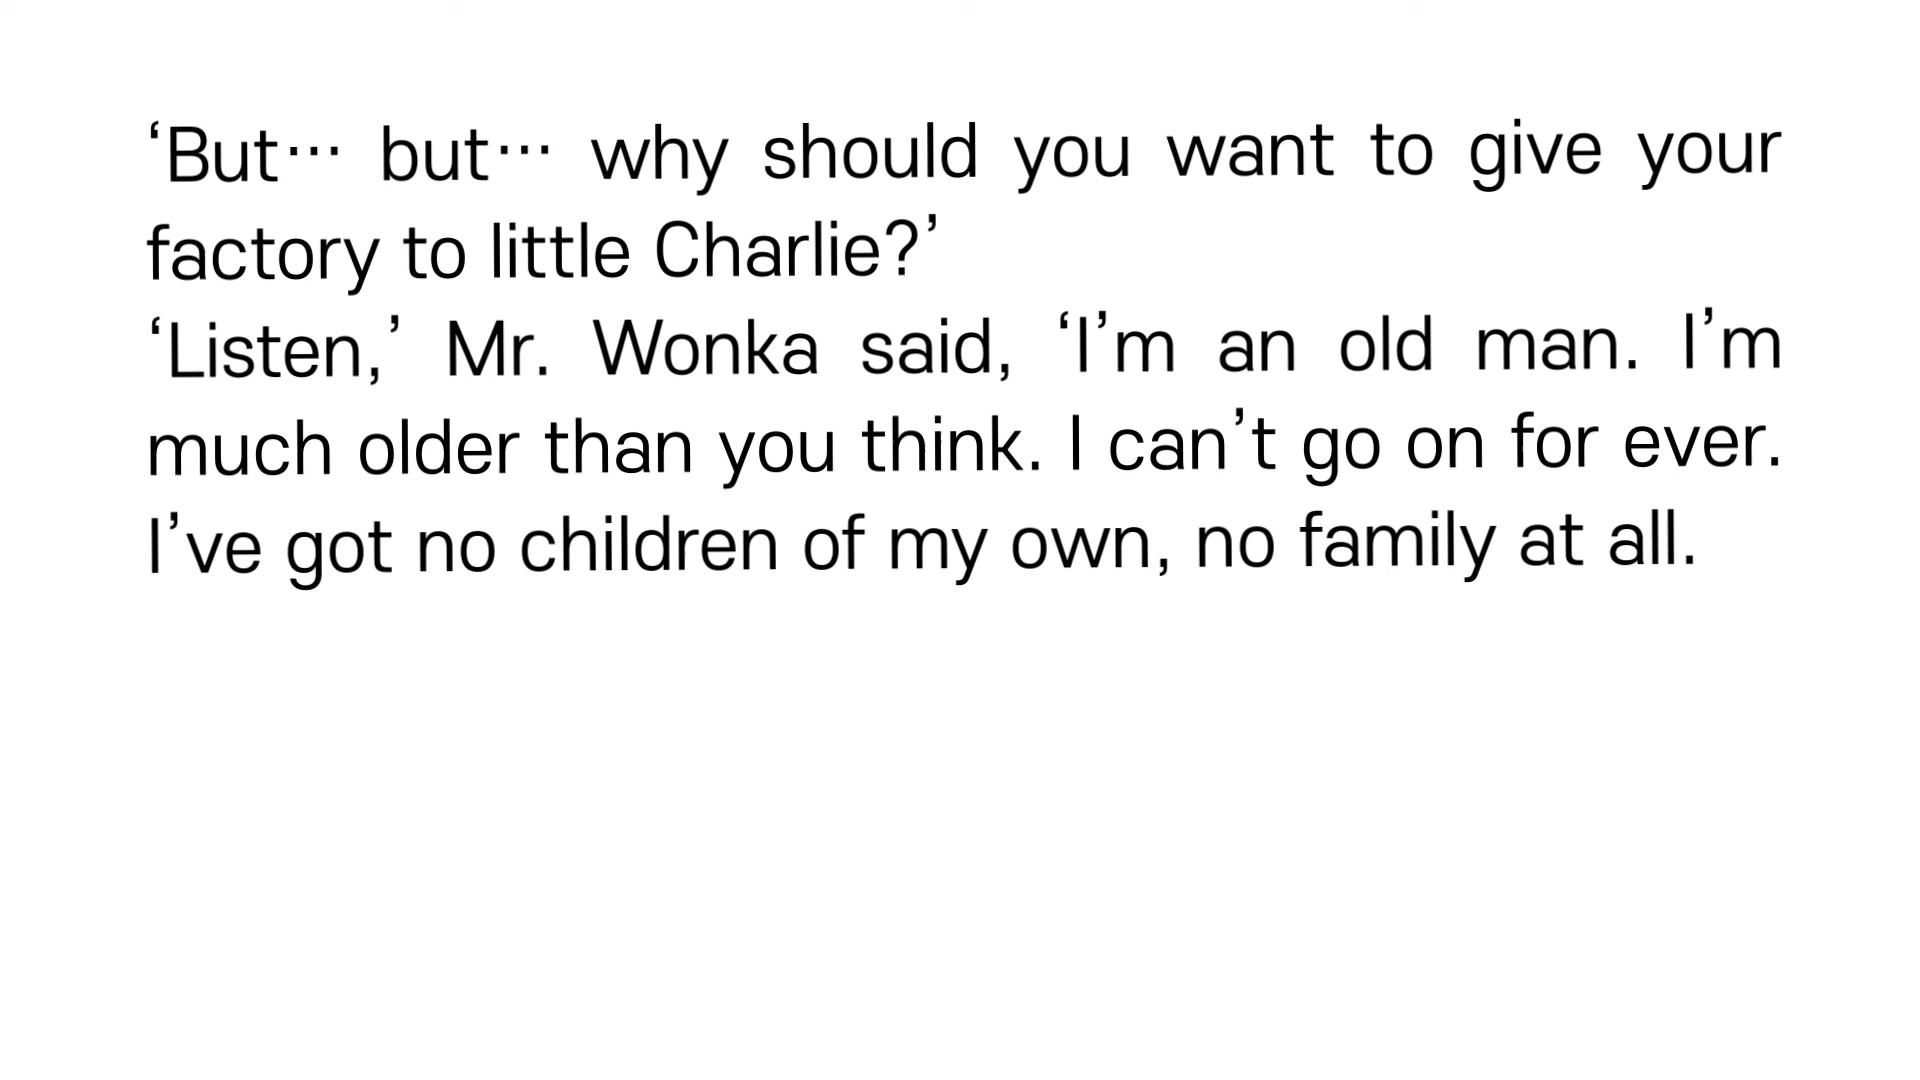 ‘But… but… why should you want to give your
factory to little Charlie?’
‘Listen,’ Mr. Wonka said, ‘I’m an old man. I’m
much older than you think. I can’t go on for ever.
I’ve got no children of my own, no family at all.